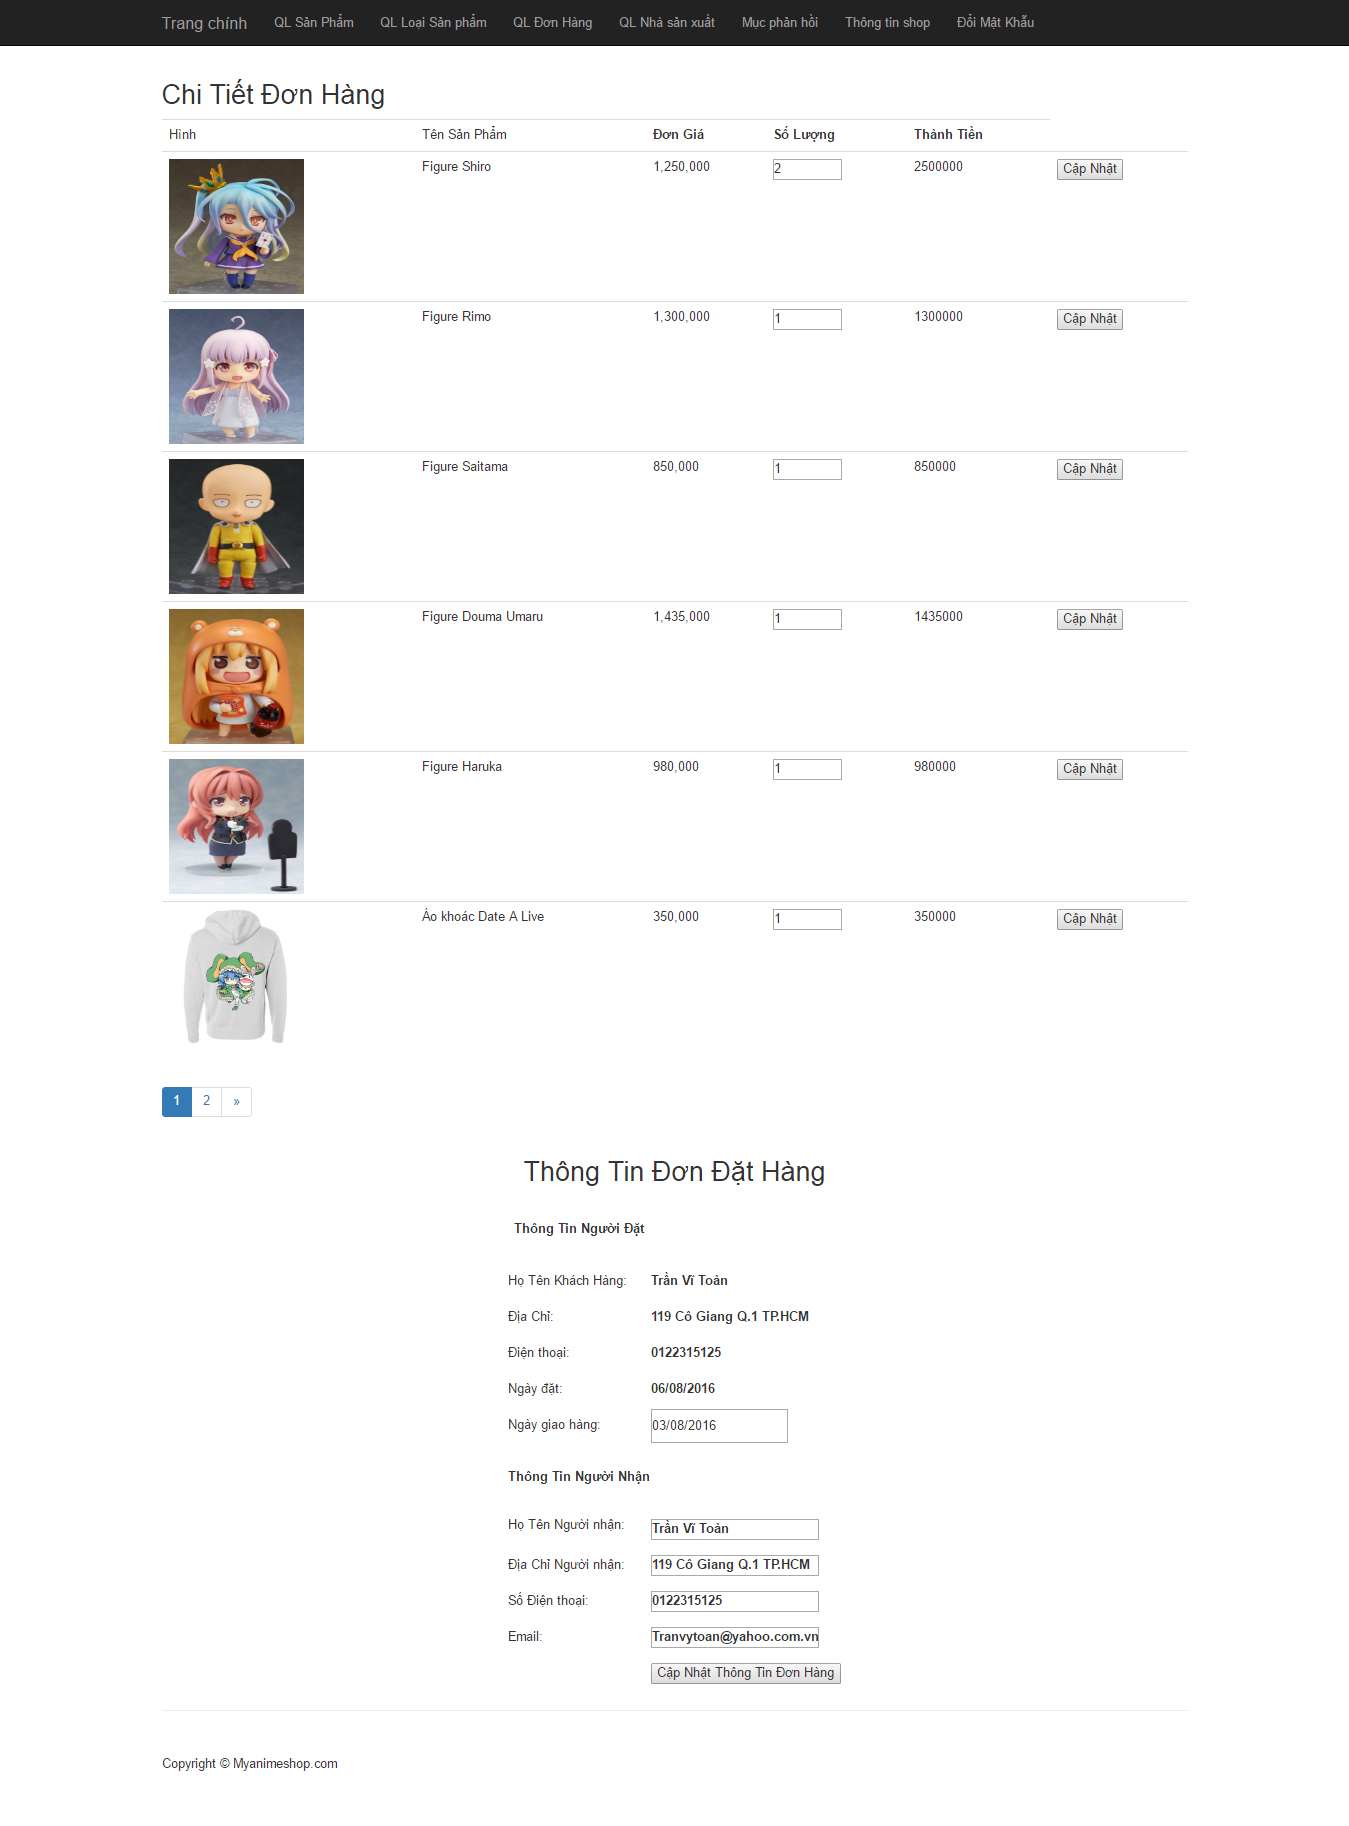 Trang chính QL Sản Phẩm QL Loại Sản phẩm QL Đơn Hàng QL Nhà sản xuất Mục phản hồi Thông tin shop Đổi Mật Khẩu
Chi Tiết Đơn Hàng
Hình Tên Sản Phẩm Đơn Giá Số Lượng Thành Tiền
Figure Shiro 1,250,000 2 2500000 Cập Nhật
Figure Rimo 1,300,000 1 1300000 Cập Nhật
Figure Saitama 850,000 1 850000 Cập Nhật
Figure Douma Umaru 1,435,000 1 1435000 Cập Nhật
Figure Haruka 980,000 1 980000 Cập Nhật
Áo khoác Date A Live 350,000 1 350000 Cập Nhật
1 2 »
Thông Tin Đơn Đặt Hàng
Thông Tin Người Đặt
Họ Tên Khách Hàng: Trần Vĩ Toàn
Địa Chỉ: 119 Cô Giang Q.1 TP.HCM
Điện thoại: 0122315125
Ngày đặt: 06/08/2016
Ngày giao hàng: 03/08/2016
Thông Tin Người Nhận
Họ Tên Người nhận: Trần Vĩ Toàn
Địa Chỉ Người nhận: 119 Cô Giang Q.1 TP.HCM
Số Điện thoại: 0122315125
Email: Tranvytoan@yahoo.com.vn
Cập Nhật Thông Tin Đơn Hàng
Copyright © Myanimeshop.com